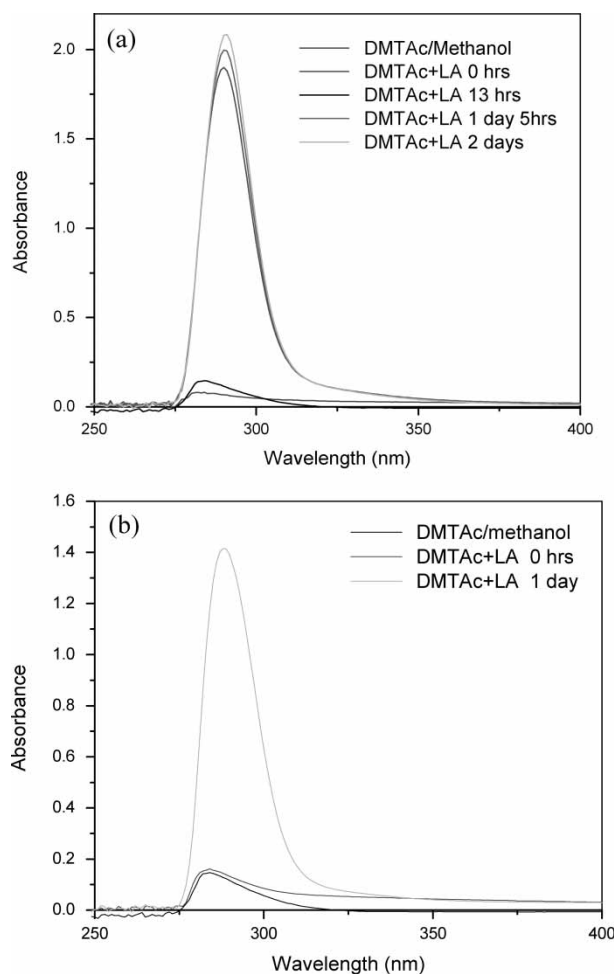 (a)
DMTAc/Methanol
DMTAc+LA 0 hrs
DMTAc+LA 13 hrs
DMTAc+LA 1 day 5hrs
DMTAc+LA 2 days
Absorbance
2.0
1.5
1.0
0.5
0.0
250 300 350 400
Wavelength (nm)
(b)
DMTAc/methanol
DMTAc+LA 0 hrs
DMTAc+LA 1 day
Absorbance
1.6
1.4
1.2
1.0
0.8
0.6
0.4
0.2
0.0
250 300 350 400
Wavelength (nm)